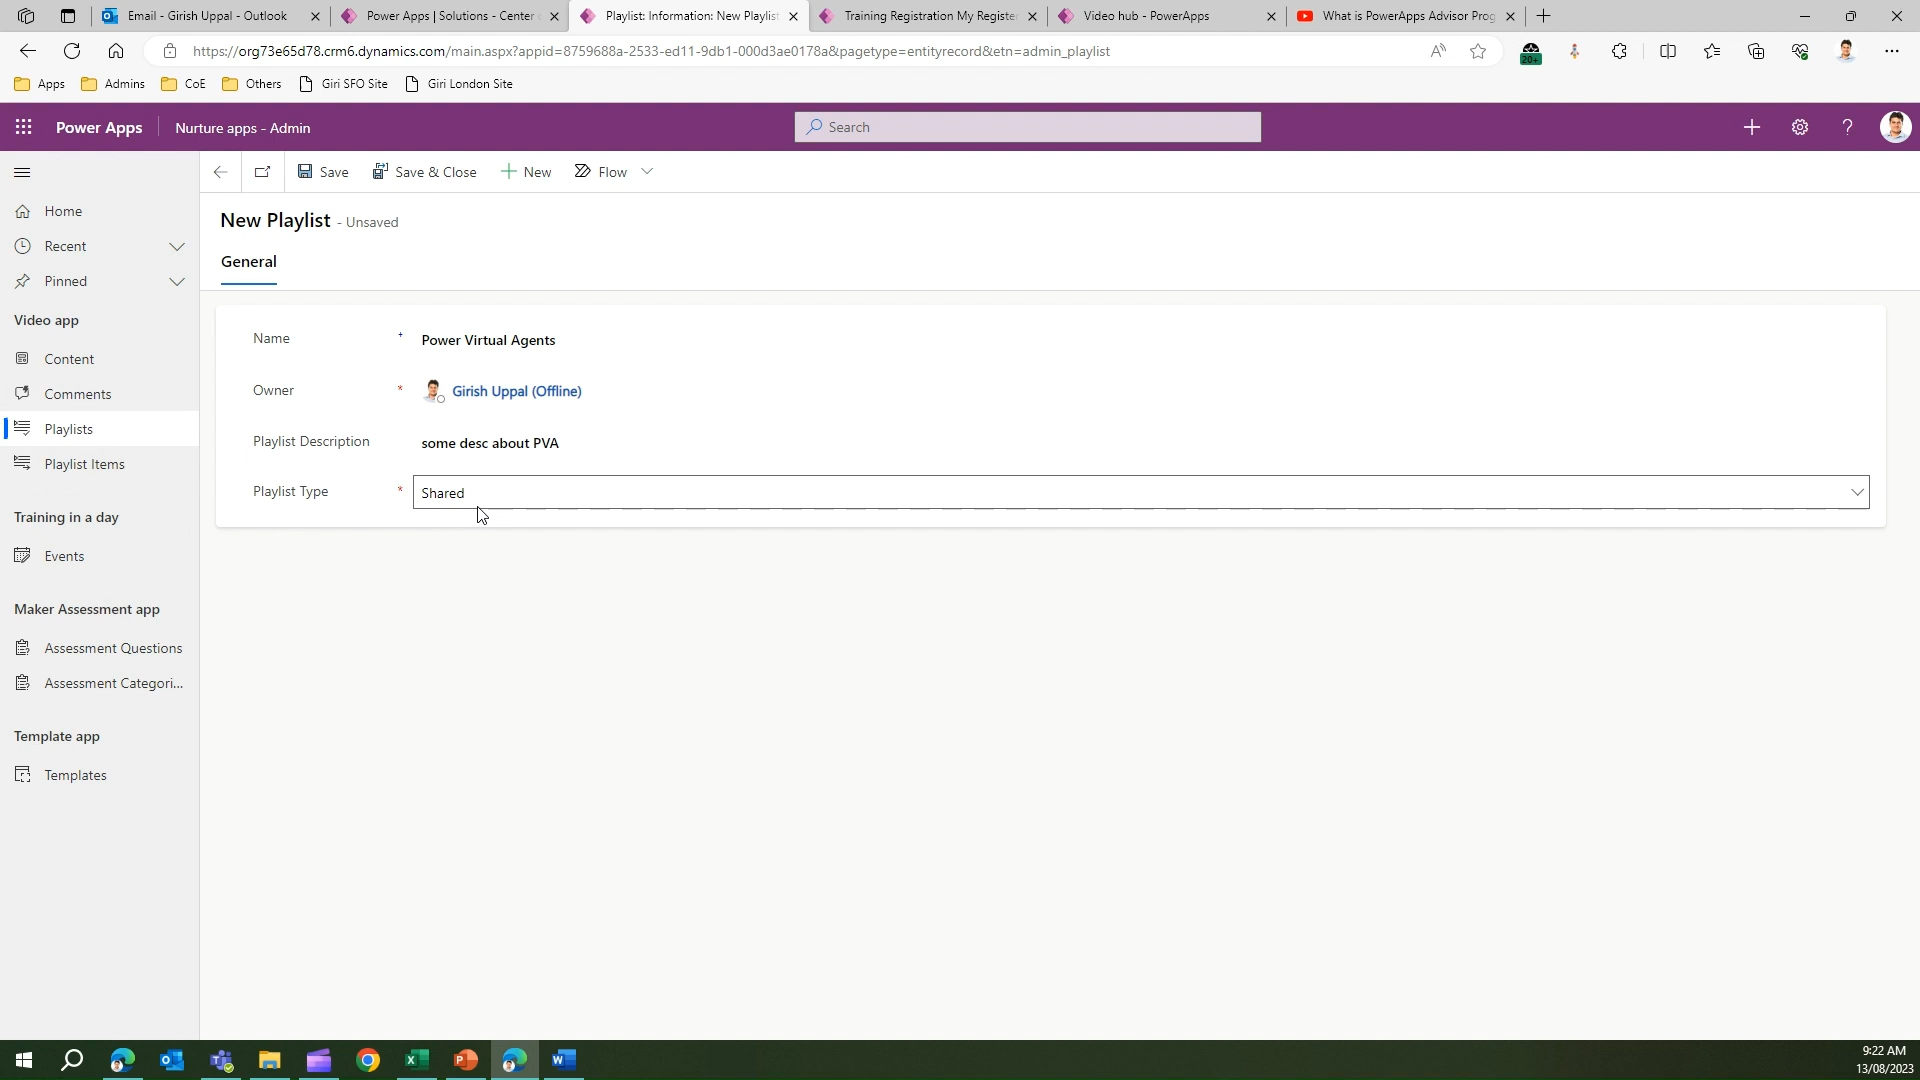 Email - Girish Uppal - Outlook
Power Apps | Solutions - Center
Playlist: Information: New Playlist
Training Registration My Register
Video hub - PowerApps
What is PowerApps Advisor Prog
https://org73e65d78.crm6.dynamics.com/main.aspx?appid=8759688a-2533-ed11-9db1-000d3ae0178a&pagetype=entityrecord&etn=admin_playlist
20+
Apps
Admins
CoE
Others
Giri SFO Site
Giri London Site
Power Apps
Nurture apps - Admin
Search
Save
Save & Close
New
Flow
New Playlist - Unsaved
General
Home
Recent
Pinned
Video app
Content
Comments
Playlists
Playlist Items
Training in a day
Events
Maker Assessment app
Assessment Questions
Assessment Categori...
Template app
Templates
Name + Power Virtual Agents
Owner * Girish Uppal (Offline)
Playlist Description some desc about PVA
Playlist Type * Shared
9:22 AM
13/08/2023